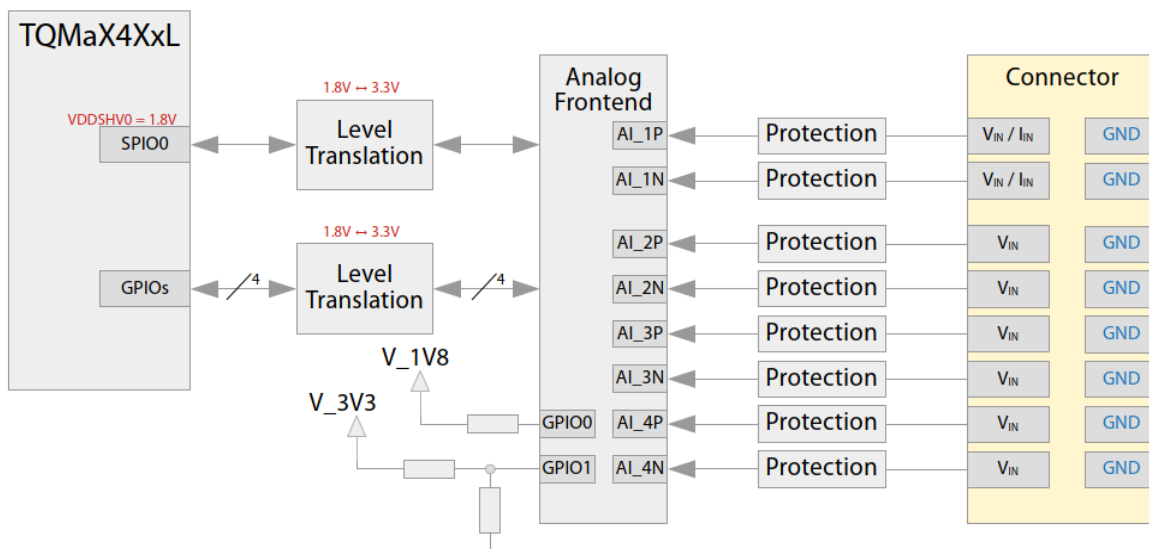 TQMaX4XxL
VDDSHV0 = 1.8V
SPIO0
GPIOs
1.8V ↔ 3.3V
Level
Translation
1.8V ↔ 3.3V
Level
Translation
4
4
V_1V8
V_3V3
Analog
Frontend
AI_1P
AI_1N
AI_2P
AI_2N
AI_3P
AI_3N
GPIO0
AI_4P
GPIO1
AI_4N
Protection
Protection
Protection
Protection
Protection
Protection
Protection
Protection
Connector
VIN / IIN
GND
VIN / IIN
GND
VIN
GND
VIN
GND
VIN
GND
VIN
GND
VIN
GND
VIN
GND